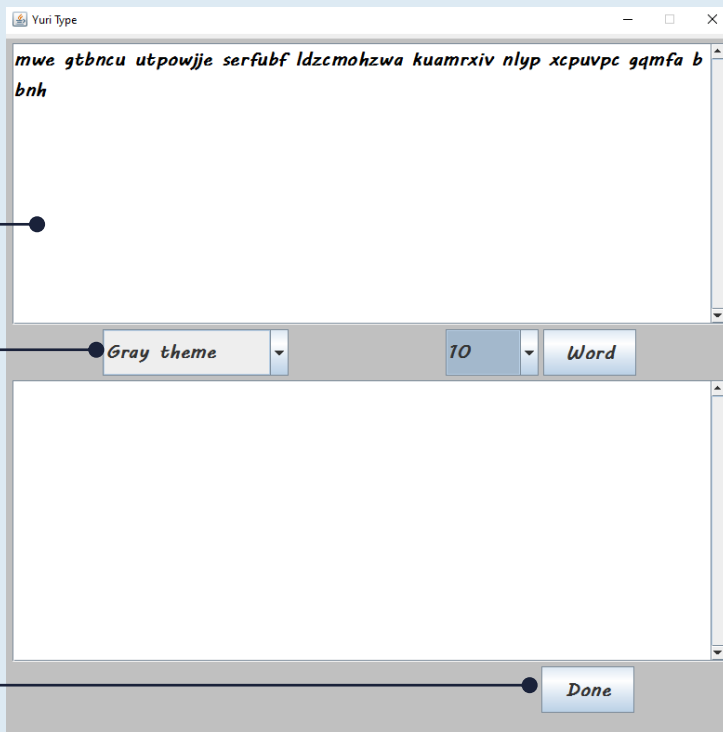 Yuri Type
mwe gtbncu utpowjje serfubf ldzcmohzwa kuamrxiv nlyp xcpuvpc gqmfa b
bnh
Gray theme
10
Word
Done